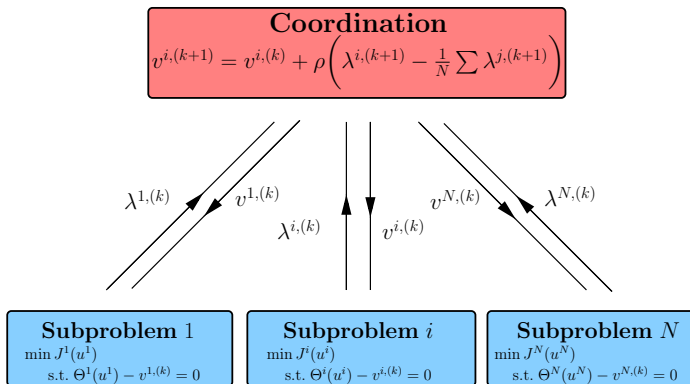 Coordination
v^{i,(k+1)} = v^{i,(k)} + ρ(λ^{i,(k+1)} − \frac{1}{N} ∑ λ^{j,(k+1)})
λ^{1,(k)} v^{1,(k)} λ^{i,(k)} v^{i,(k)} v^{N,(k)} λ^{N,(k)}
Subproblem 1
min J^1(u^1)
s.t. Θ^1(u^1) − v^{1,(k)} = 0
Subproblem i
min J^i(u^i)
s.t. Θ^i(u^i) − v^{i,(k)} = 0
Subproblem N
min J^N(u^N)
s.t. Θ^N(u^N) − v^{N,(k)} = 0